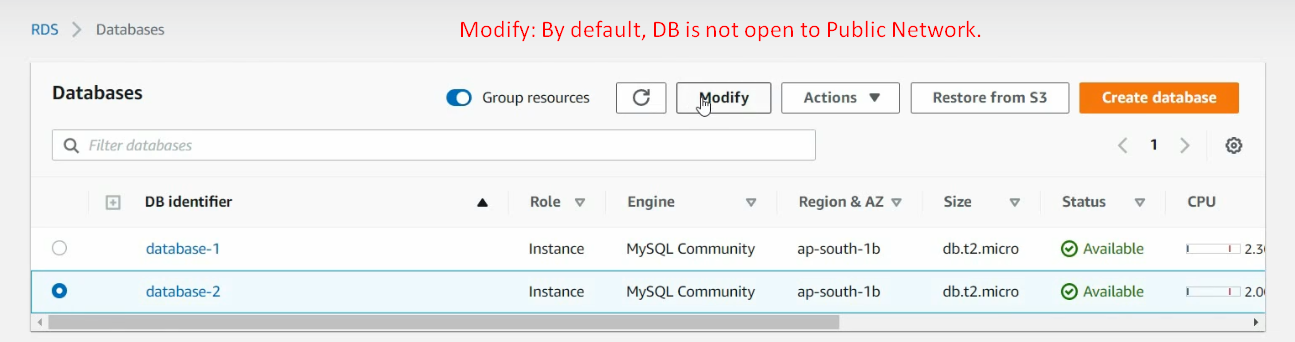 RDS > Databases
Modify: By default, DB is not open to Public Network.
Databases
Group resources
Modify
Actions
Restore from S3
Create database
Filter databases
1
DB identifier Role Engine Region & AZ Size Status CPU
database-1 Instance MySQL Community ap-south-1b db.t2.micro Available
database-2 Instance MySQL Community ap-south-1b db.t2.micro Available